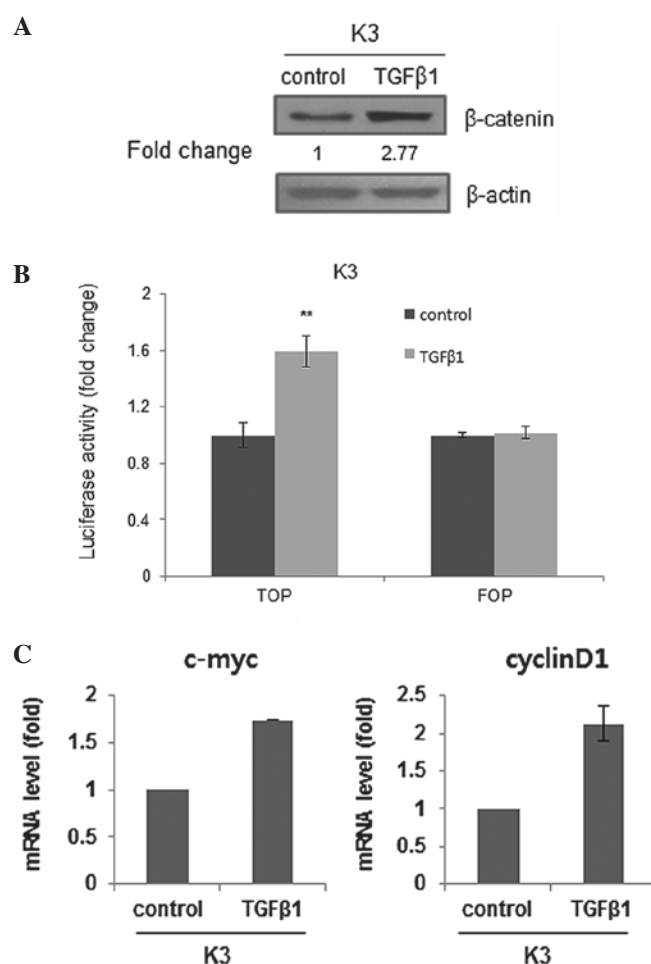 A
K3
control TGFβ1
β-catenin
Fold change 1 2.77
β-actin
B
K3
Luciferase activity (fold change)
2
1.6
1.2
0.8
0.4
0
**
control
TGFβ1
TOP FOP
C
c-myc
mRNA level (fold)
2
1.5
1
0.5
0
control TGFβ1
K3
cyclinD1
mRNA level (fold)
2.5
2
1.5
1
0.5
0
control TGFβ1
K3